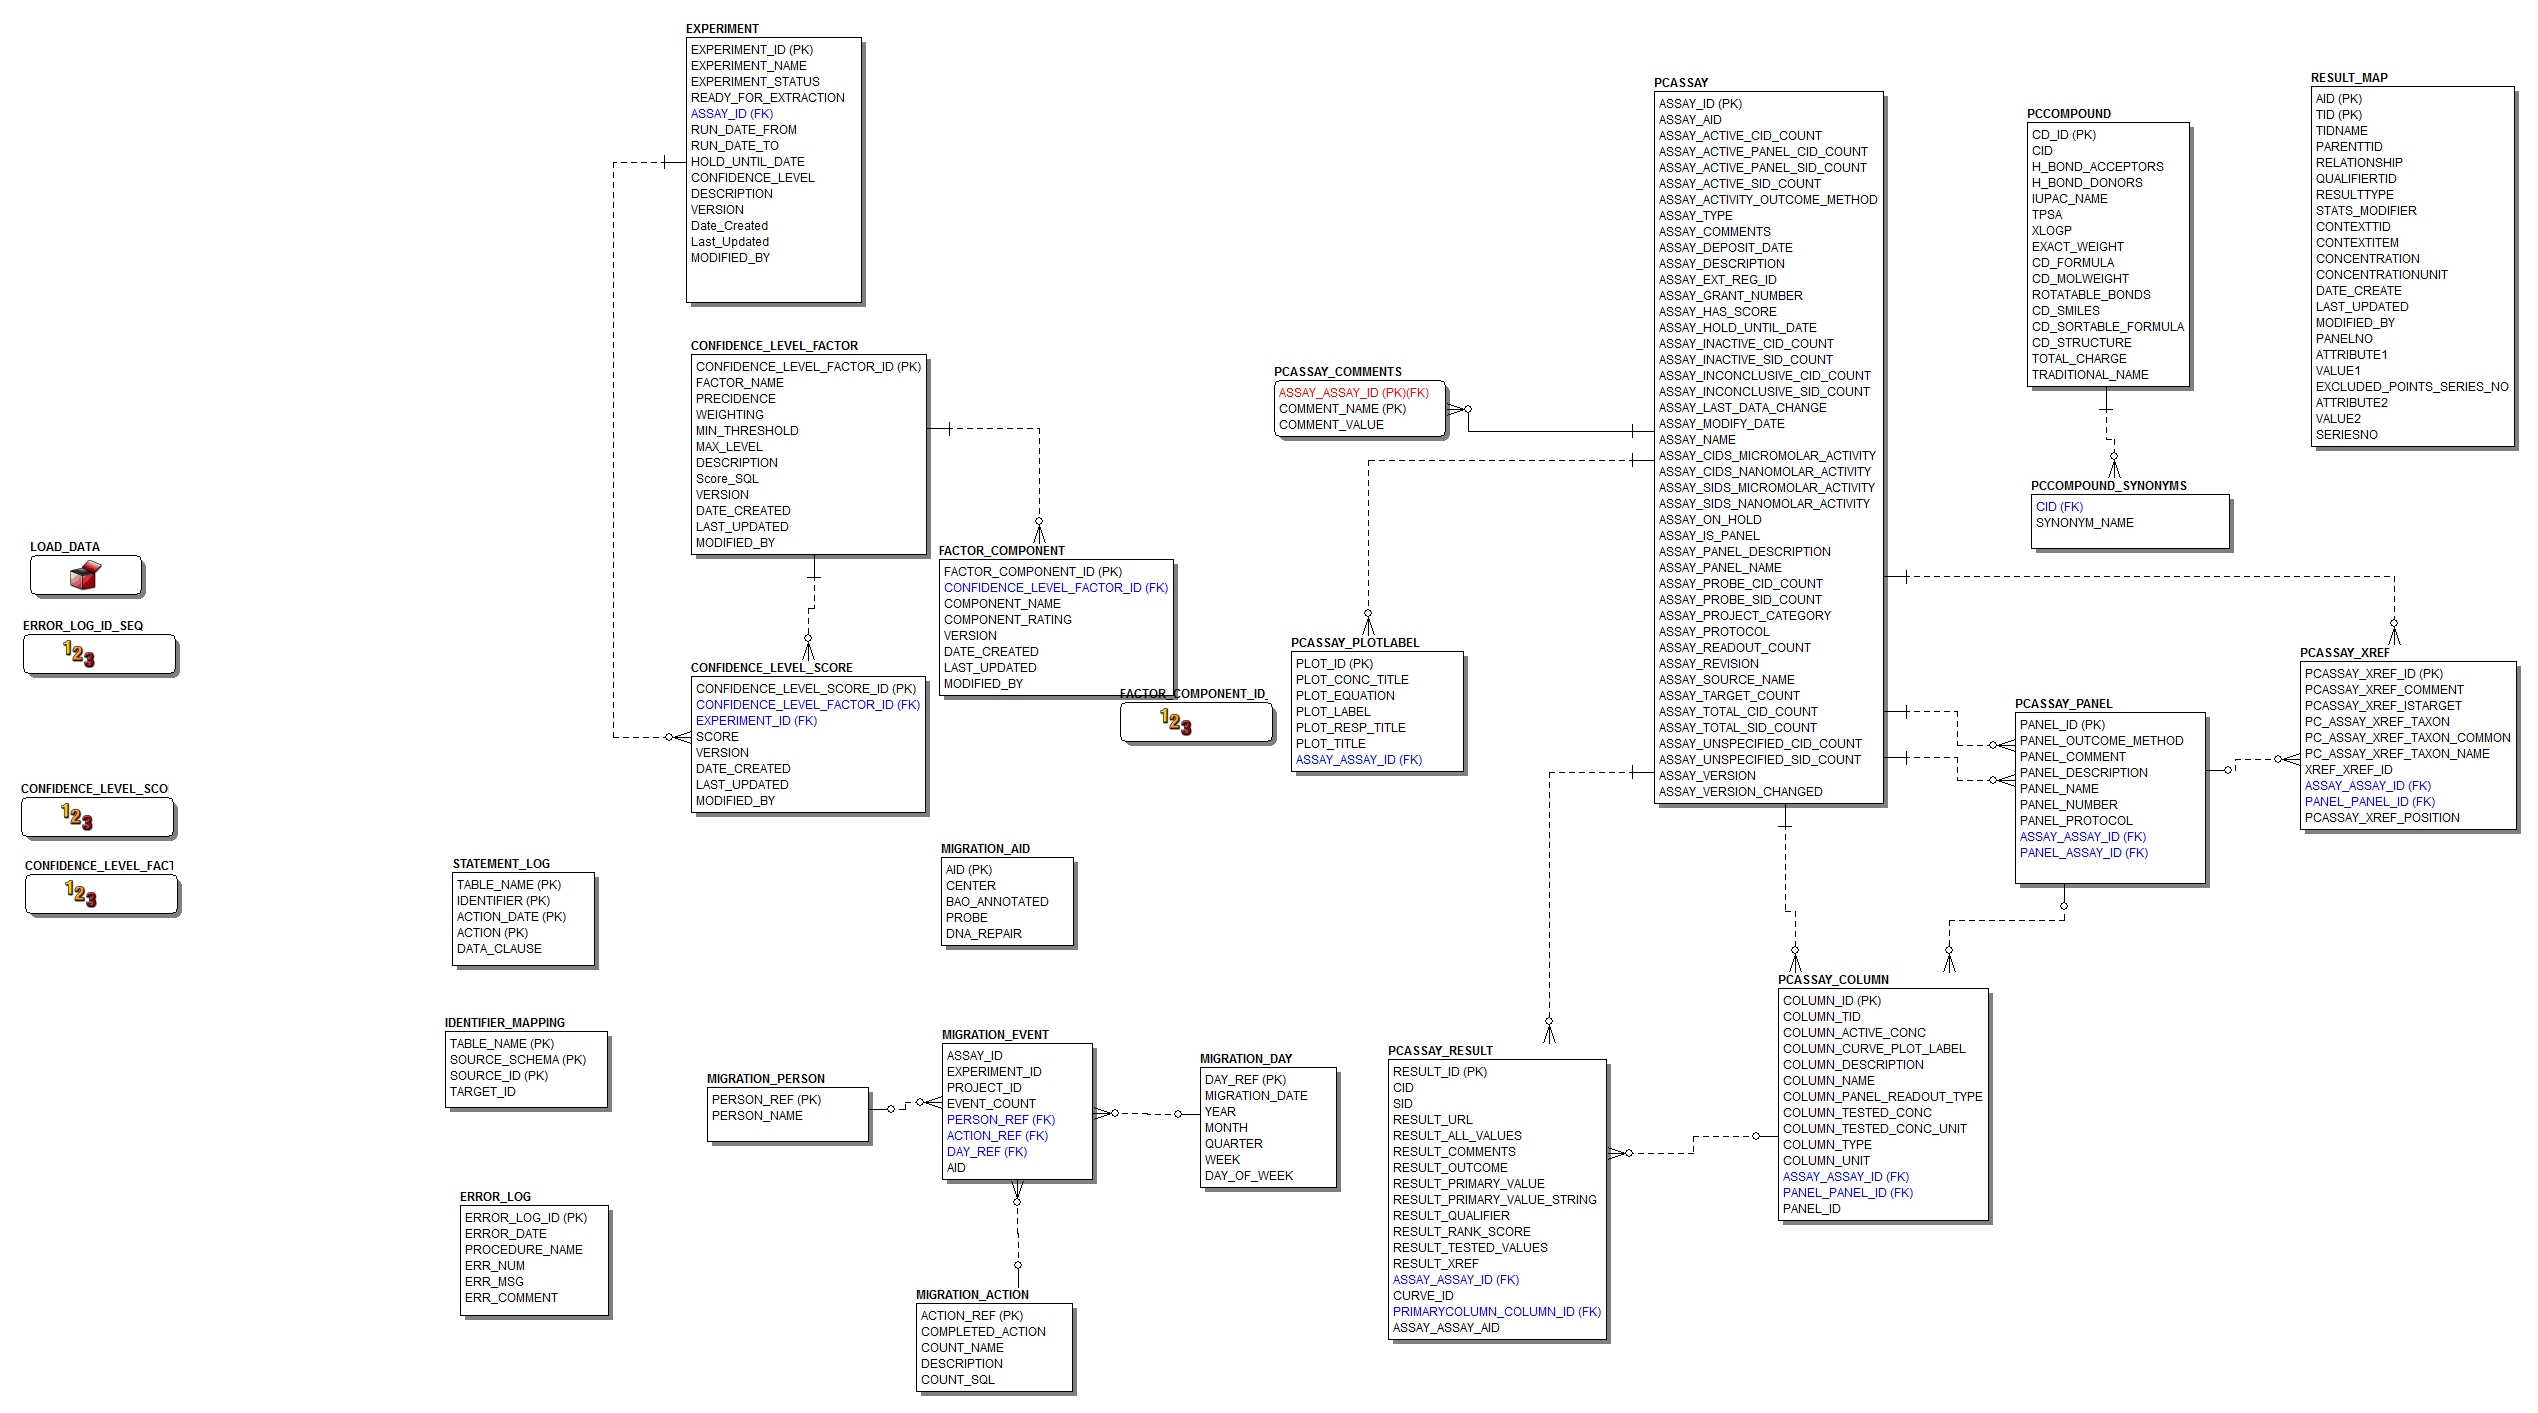 EXPERIMENT
EXPERIMENT_ID (PK)
EXPERIMENT_NAME
EXPERIMENT_STATUS
READY_FOR_EXTRACTION
ASSAY_ID (FK)
RUN_DATE_FROM
RUN_DATE_TO
HOLD_UNTIL_DATE
CONFIDENCE_LEVEL
DESCRIPTION
VERSION
Date_Created
Last_Updated
MODIFIED_BY
CONFIDENCE_LEVEL_FACTOR
CONFIDENCE_LEVEL_FACTOR_ID (PK)
FACTOR_NAME
PRECIDENCE
WEIGHTING
MIN_THRESHOLD
MAX_LEVEL
DESCRIPTION
Score_SQL
VERSION
DATE_CREATED
LAST_UPDATED
MODIFIED_BY
FACTOR_COMPONENT
FACTOR_COMPONENT_ID (PK)
CONFIDENCE_LEVEL_FACTOR_ID (FK)
COMPONENT_NAME
COMPONENT_RATING
VERSION
DATE_CREATED
LAST_UPDATED
MODIFIED_BY
FACTOR_COMPONENT_ID_
123
CONFIDENCE_LEVEL_SCORE
CONFIDENCE_LEVEL_SCORE_ID (PK)
CONFIDENCE_LEVEL_FACTOR_ID (FK)
EXPERIMENT_ID (FK)
SCORE
VERSION
DATE_CREATED
LAST_UPDATED
MODIFIED_BY
LOAD_DATA
ERROR_LOG_ID_SEQ
123
CONFIDENCE_LEVEL_SCO
123
CONFIDENCE_LEVEL_FACT
123
STATEMENT_LOG
TABLE_NAME (PK)
IDENTIFIER (PK)
ACTION_DATE (PK)
ACTION (PK)
DATA_CLAUSE
IDENTIFIER_MAPPING
TABLE_NAME (PK)
SOURCE_SCHEMA (PK)
SOURCE_ID (PK)
TARGET_ID
ERROR_LOG
ERROR_LOG_ID (PK)
ERROR_DATE
PROCEDURE_NAME
ERR_NUM
ERR_MSG
ERR_COMMENT
MIGRATION_AID
AID (PK)
CENTER
BAO_ANNOTATED
PROBE
DNA_REPAIR
MIGRATION_PERSON
PERSON_REF (PK)
PERSON_NAME
MIGRATION_EVENT
ASSAY_ID
EXPERIMENT_ID
PROJECT_ID
EVENT_COUNT
PERSON_REF (FK)
ACTION_REF (FK)
DAY_REF (FK)
AID
MIGRATION_DAY
DAY_REF (PK)
MIGRATION_DATE
YEAR
MONTH
QUARTER
WEEK
DAY_OF_WEEK
MIGRATION_ACTION
ACTION_REF (PK)
COMPLETED_ACTION
COUNT_NAME
DESCRIPTION
COUNT_SQL
PCASSAY_COMMENTS
ASSAY_ASSAY_ID (PK)(FK)
COMMENT_NAME (PK)
COMMENT_VALUE
PCASSAY_PLOTLABEL
PLOT_ID (PK)
PLOT_CONC_TITLE
PLOT_EQUATION
PLOT_LABEL
PLOT_RESP_TITLE
PLOT_TITLE
ASSAY_ASSAY_ID (FK)
PCASSAY
ASSAY_ID (PK)
ASSAY_AID
ASSAY_ACTIVE_CID_COUNT
ASSAY_ACTIVE_PANEL_CID_COUNT
ASSAY_ACTIVE_PANEL_SID_COUNT
ASSAY_ACTIVE_SID_COUNT
ASSAY_ACTIVITY_OUTCOME_METHOD
ASSAY_TYPE
ASSAY_COMMENTS
ASSAY_DEPOSIT_DATE
ASSAY_DESCRIPTION
ASSAY_EXT_REG_ID
ASSAY_GRANT_NUMBER
ASSAY_HAS_SCORE
ASSAY_HOLD_UNTIL_DATE
ASSAY_INACTIVE_CID_COUNT
ASSAY_INACTIVE_SID_COUNT
ASSAY_INCONCLUSIVE_CID_COUNT
ASSAY_INCONCLUSIVE_SID_COUNT
ASSAY_LAST_DATA_CHANGE
ASSAY_MODIFY_DATE
ASSAY_NAME
ASSAY_CIDS_MICROMOLAR_ACTIVITY
ASSAY_CIDS_NANOMOLAR_ACTIVITY
ASSAY_SIDS_MICROMOLAR_ACTIVITY
ASSAY_SIDS_NANOMOLAR_ACTIVITY
ASSAY_ON_HOLD
ASSAY_IS_PANEL
ASSAY_PANEL_DESCRIPTION
ASSAY_PANEL_NAME
ASSAY_PROBE_CID_COUNT
ASSAY_PROBE_SID_COUNT
ASSAY_PROJECT_CATEGORY
ASSAY_PROTOCOL
ASSAY_READOUT_COUNT
ASSAY_REVISION
ASSAY_SOURCE_NAME
ASSAY_TARGET_COUNT
ASSAY_TOTAL_CID_COUNT
ASSAY_TOTAL_SID_COUNT
ASSAY_UNSPECIFIED_CID_COUNT
ASSAY_UNSPECIFIED_SID_COUNT
ASSAY_VERSION
ASSAY_VERSION_CHANGED
PCASSAY_RESULT
RESULT_ID (PK)
CID
SID
RESULT_URL
RESULT_ALL_VALUES
RESULT_COMMENTS
RESULT_OUTCOME
RESULT_PRIMARY_VALUE
RESULT_PRIMARY_VALUE_STRING
RESULT_QUALIFIER
RESULT_RANK_SCORE
RESULT_TESTED_VALUES
RESULT_XREF
ASSAY_ASSAY_ID (FK)
CURVE_ID
PRIMARYCOLUMN_COLUMN_ID (FK)
ASSAY_ASSAY_AID
PCASSAY_COLUMN
COLUMN_ID (PK)
COLUMN_TID
COLUMN_ACTIVE_CONC
COLUMN_CURVE_PLOT_LABEL
COLUMN_DESCRIPTION
COLUMN_NAME
COLUMN_PANEL_READOUT_TYPE
COLUMN_TESTED_CONC
COLUMN_TESTED_CONC_UNIT
COLUMN_TYPE
COLUMN_UNIT
ASSAY_ASSAY_ID (FK)
PANEL_PANEL_ID (FK)
PANEL_ID
PCCOMPOUND
CD_ID (PK)
CID
H_BOND_ACCEPTORS
H_BOND_DONORS
IUPAC_NAME
TPSA
XLOGP
EXACT_WEIGHT
CD_FORMULA
CD_MOLWEIGHT
ROTATABLE_BONDS
CD_SMILES
CD_SORTABLE_FORMULA
CD_STRUCTURE
TOTAL_CHARGE
TRADITIONAL_NAME
PCCOMPOUND_SYNONYMS
CID (FK)
SYNONYM_NAME
PCASSAY_PANEL
PANEL_ID (PK)
PANEL_OUTCOME_METHOD
PANEL_COMMENT
PANEL_DESCRIPTION
PANEL_NAME
PANEL_NUMBER
PANEL_PROTOCOL
ASSAY_ASSAY_ID (FK)
PANEL_ASSAY_ID (FK)
RESULT_MAP
AID (PK)
TID (PK)
TIDNAME
PARENTTID
RELATIONSHIP
QUALIFIERTID
RESULTTYPE
STATS_MODIFIER
CONTEXTTID
CONTEXTITEM
CONCENTRATION
CONCENTRATIONUNIT
DATE_CREATE
LAST_UPDATED
MODIFIED_BY
PANELNO
ATTRIBUTE1
VALUE1
EXCLUDED_POINTS_SERIES_NO
ATTRIBUTE2
VALUE2
SERIESNO
PCASSAY_XREF
PCASSAY_XREF_ID (PK)
PCASSAY_XREF_COMMENT
PCASSAY_XREF_ISTARGET
PC_ASSAY_XREF_TAXON
PC_ASSAY_XREF_TAXON_COMMON
PC_ASSAY_XREF_TAXON_NAME
XREF_XREF_ID
ASSAY_ASSAY_ID (FK)
PANEL_PANEL_ID (FK)
PCASSAY_XREF_POSITION